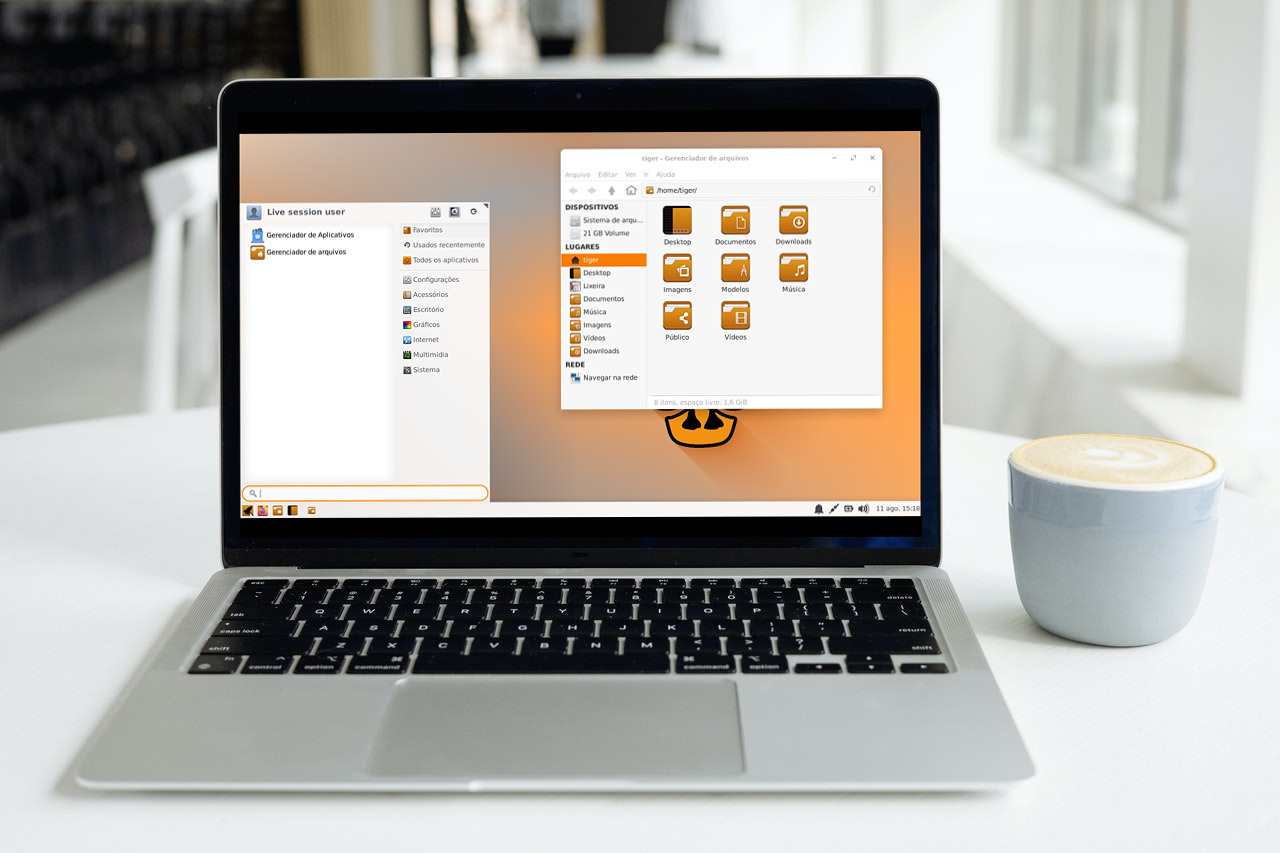 tiger - Gerenciador de arquivos
Arquivo Editar Ver Ir Ajuda
/home/tiger/
DISPOSITIVOS
Sistema de arqu...
21 GB Volume
LUGARES
tiger
Desktop
Lixeira
Documentos
Música
Imagens
Vídeos
Downloads
REDE
Navegar na rede
Desktop
Documentos
Downloads
Imagens
Modelos
Música
Público
Vídeos
8 itens, espaço livre: 1,6 GiB
Live session user
Gerenciador de Aplicativos
Gerenciador de arquivos
Favoritos
Usados recentemente
Todos os aplicativos
Configurações
Acessórios
Escritório
Gráficos
Internet
Multimídia
Sistema
11 ago, 15:18
esc
delete
tab Q W E R T Y U I O P
caps lock A S D F G H J K L return
shift Z X C V B N M shift
fn control option command command option